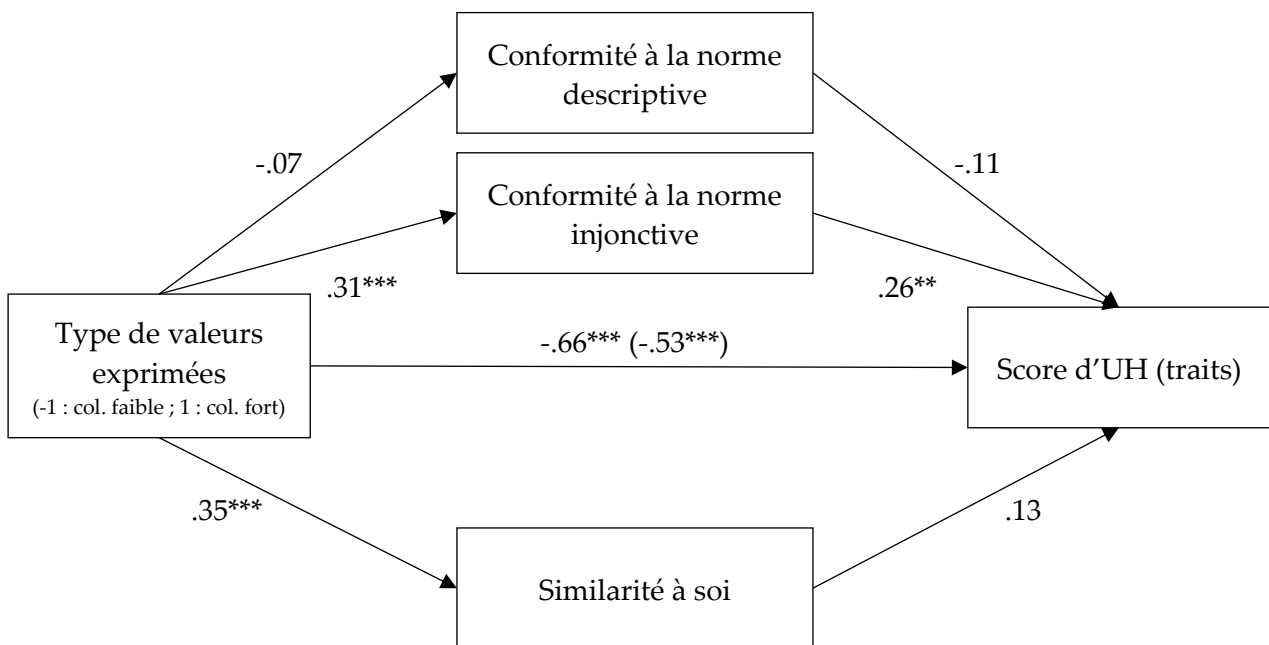 Conformité à la norme
descriptive
-.07
-.11
Conformité à la norme
injonctive
.31***
.26**
Type de valeurs
exprimées
(-1 : col. faible ; 1 : col. fort)
-.66*** (-.53***)
Score d’UH (traits)
.35***
.13
Similarité à soi